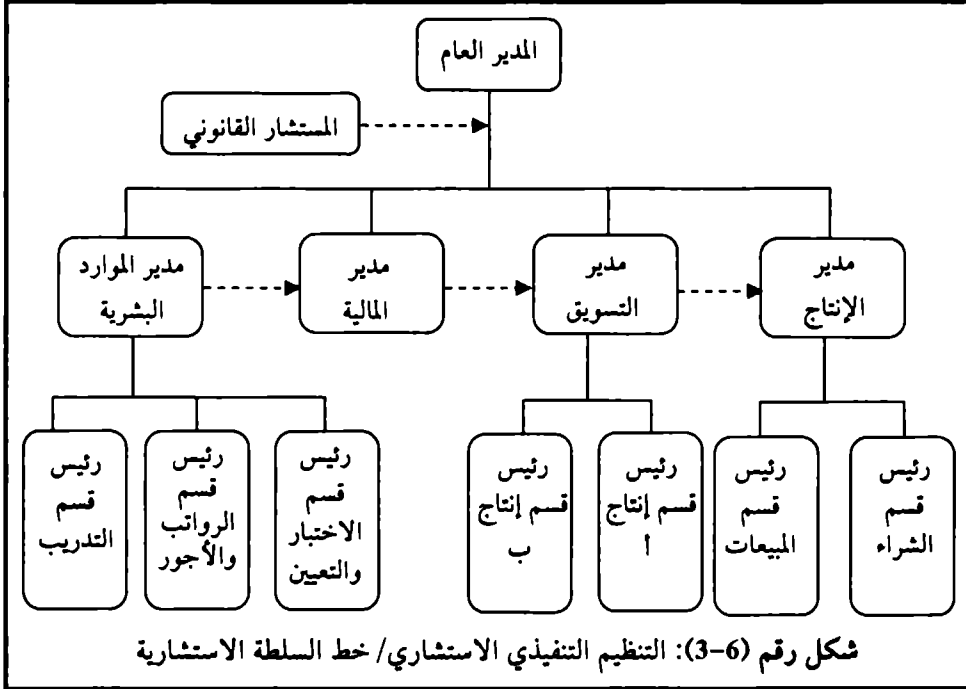 المدير العام
المستشار القانوني
مدير
الإنتاج
مدير
التسويق
مدير
المالية
مدير الموارد
البشرية
رئيس
قسم
الشراء
رئيس
قسم
المبيعات
رئيس
قسم إنتاج
أ
رئيس
قسم إنتاج
ب
رئيس
قسم
الاختبار
والتعيين
رئيس
قسم
الرواتب
والأجور
رئيس
قسم
التدريب
شكل رقم (6-3): التنظيم التنفيذي الاستشاري/ خط السلطة الاستشارية